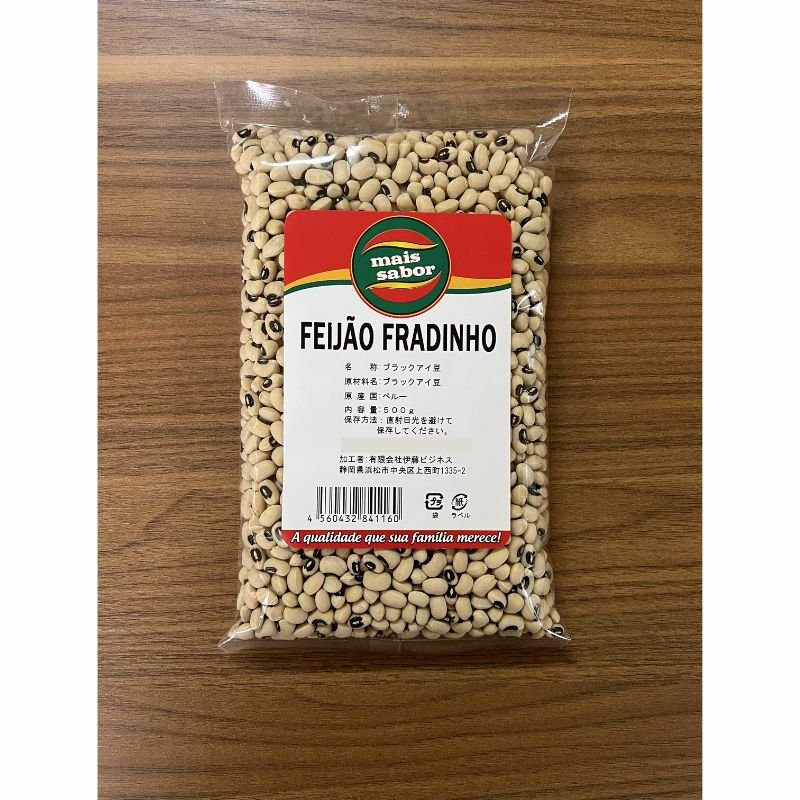 mais
sabor
FEIJÃO FRADINHO
名 称:ブラックアイ豆
原材料名:ブラックアイ豆
原 産 国:ペルー
内 容 量:500g
保存方法:直射日光を避けて
保存してください。
加工者:有限会社伊藤ビジネス
静岡県浜松市中央区上西町1335-2
4 560432 841160
プラ
袋
紙
ラベル
A qualidade que sua família merece!